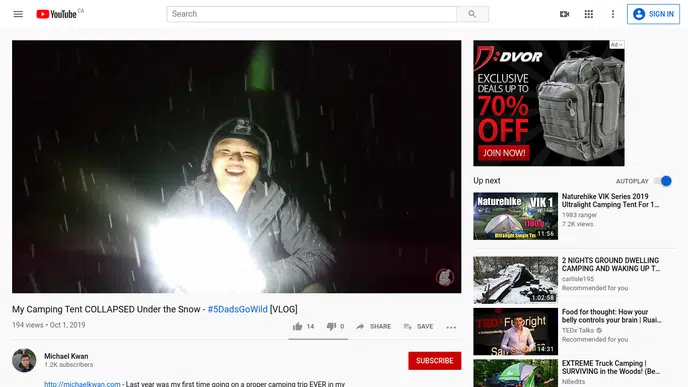 YouTube CA
Search
SIGN IN
DVOR
EXCLUSIVE
DEALS UP TO
70%
OFF
JOIN NOW!
Ad
Up next
AUTOPLAY
Naturehike VIK 1
1100 g
Ultralight Single Te
11:56
Naturehike VIK Series 2019
Ultralight Camping Tent For 1...
1983 ranger
7.2K views
1:02:58
2 NIGHTS GROUND DWELLING
CAMPING AND WAKING UP T...
carlisle195
Recommended for you
TEDx Fulbright
14:31
Food for thought: How your
belly controls your brain | Ruai...
TEDx Talks
Recommended for you
EXTREME Truck Camping |
SURVIVING in the Woods! (Be...
NBedits
My Camping Tent COLLAPSED Under the Snow - #5DadsGoWild [VLOG]
194 views • Oct 1, 2019
14
0
SHARE
SAVE
Michael Kwan
1.2K subscribers
SUBSCRIBE
http://michaelkwan.com - Last year was my first time going on a proper camping trip EVER in my